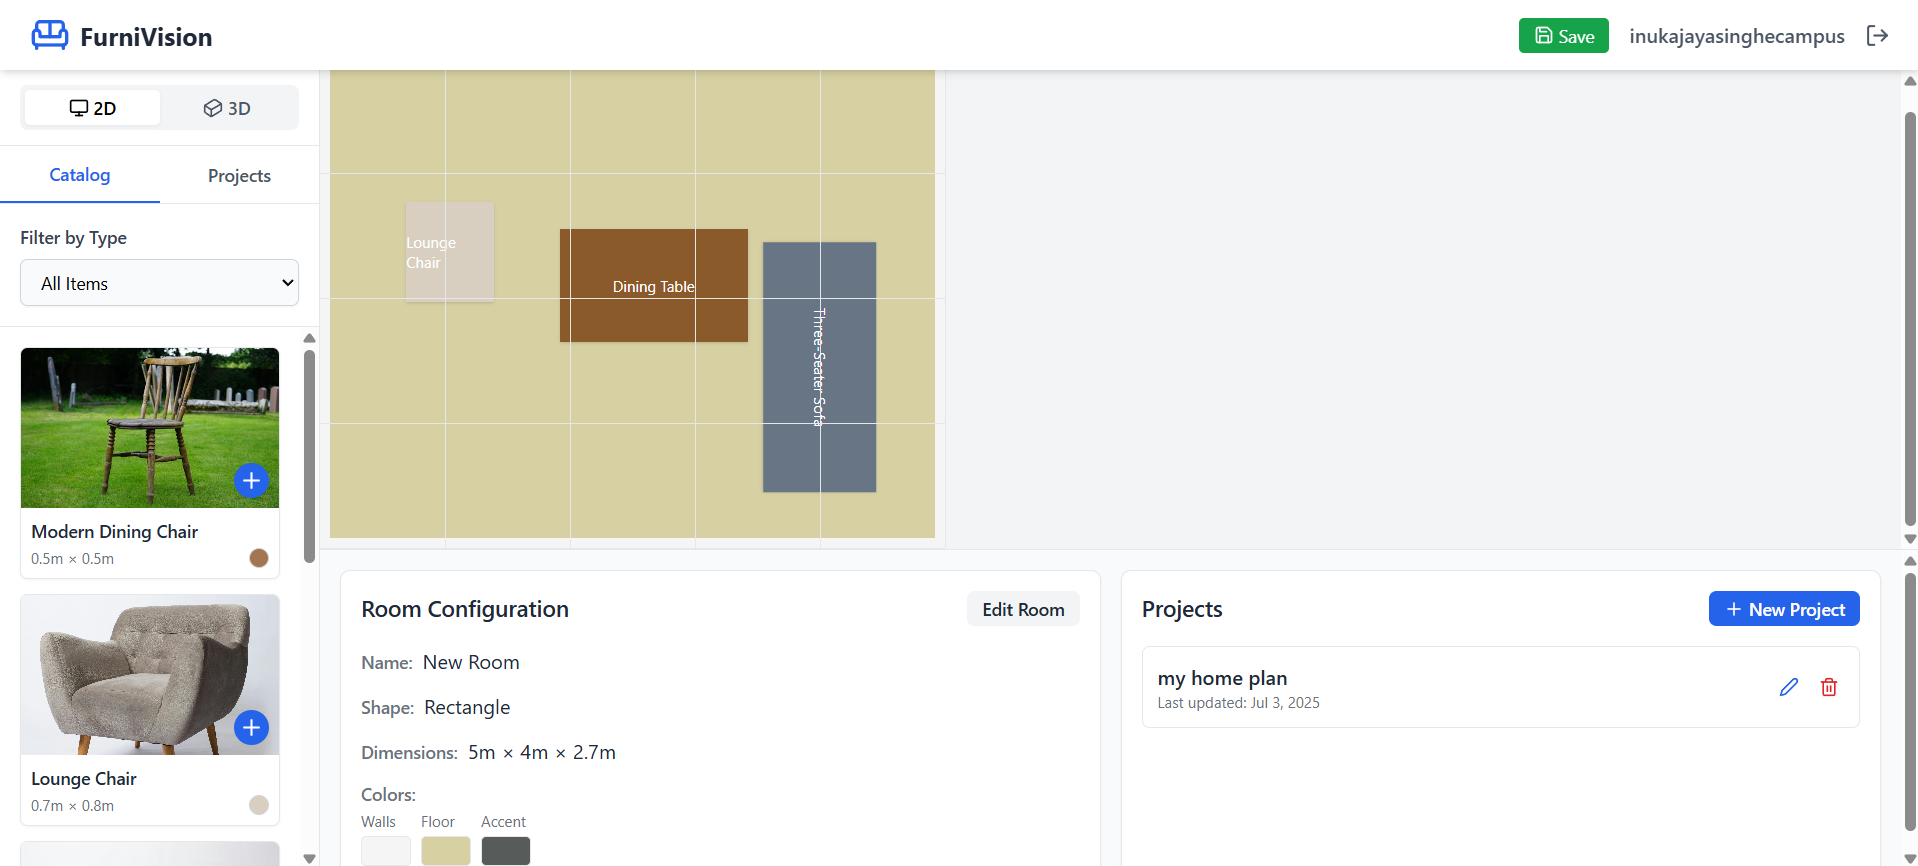 FurniVision
Save
inukajayasinghecampus
2D
3D
Catalog
Projects
Filter by Type
All Items
Modern Dining Chair
0.5m × 0.5m
Lounge Chair
0.7m × 0.8m
Lounge
Chair
Dining Table
Three-Seater Sofa
Room Configuration
Edit Room
Name: New Room
Shape: Rectangle
Dimensions: 5m × 4m × 2.7m
Colors:
Walls
Floor
Accent
Projects
New Project
my home plan
Last updated: Jul 3, 2025